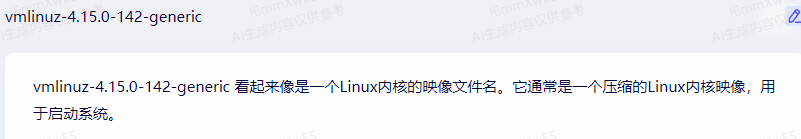 vmlinuz-4.15.0-142-generic
vmlinuz-4.15.0-142-generic 看起来像是一个Linux内核的映像文件名。它通常是一个压缩的Linux内核映像，用
于启动系统。